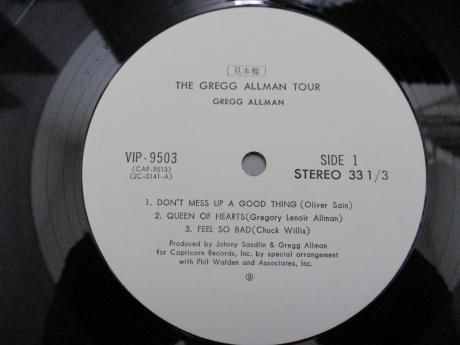 見本盤
THE GREGG ALLMAN TOUR
GREGG ALLMAN
VIP-9503
(CAP-9513)
(2C-0141-A)
SIDE 1
STEREO 33 1/3
1. DON'T MESS UP A GOOD THING (Oliver Sain)
2. QUEEN OF HEARTS(Gregory Lenoir Allman)
3. FEEL SO BAD(Chuck Willis)
Produced by Johnny Sandlin & Gregg Allman
for Capricorn Records, Inc. by special arrangement
with Phil Walden and Associates, Inc.